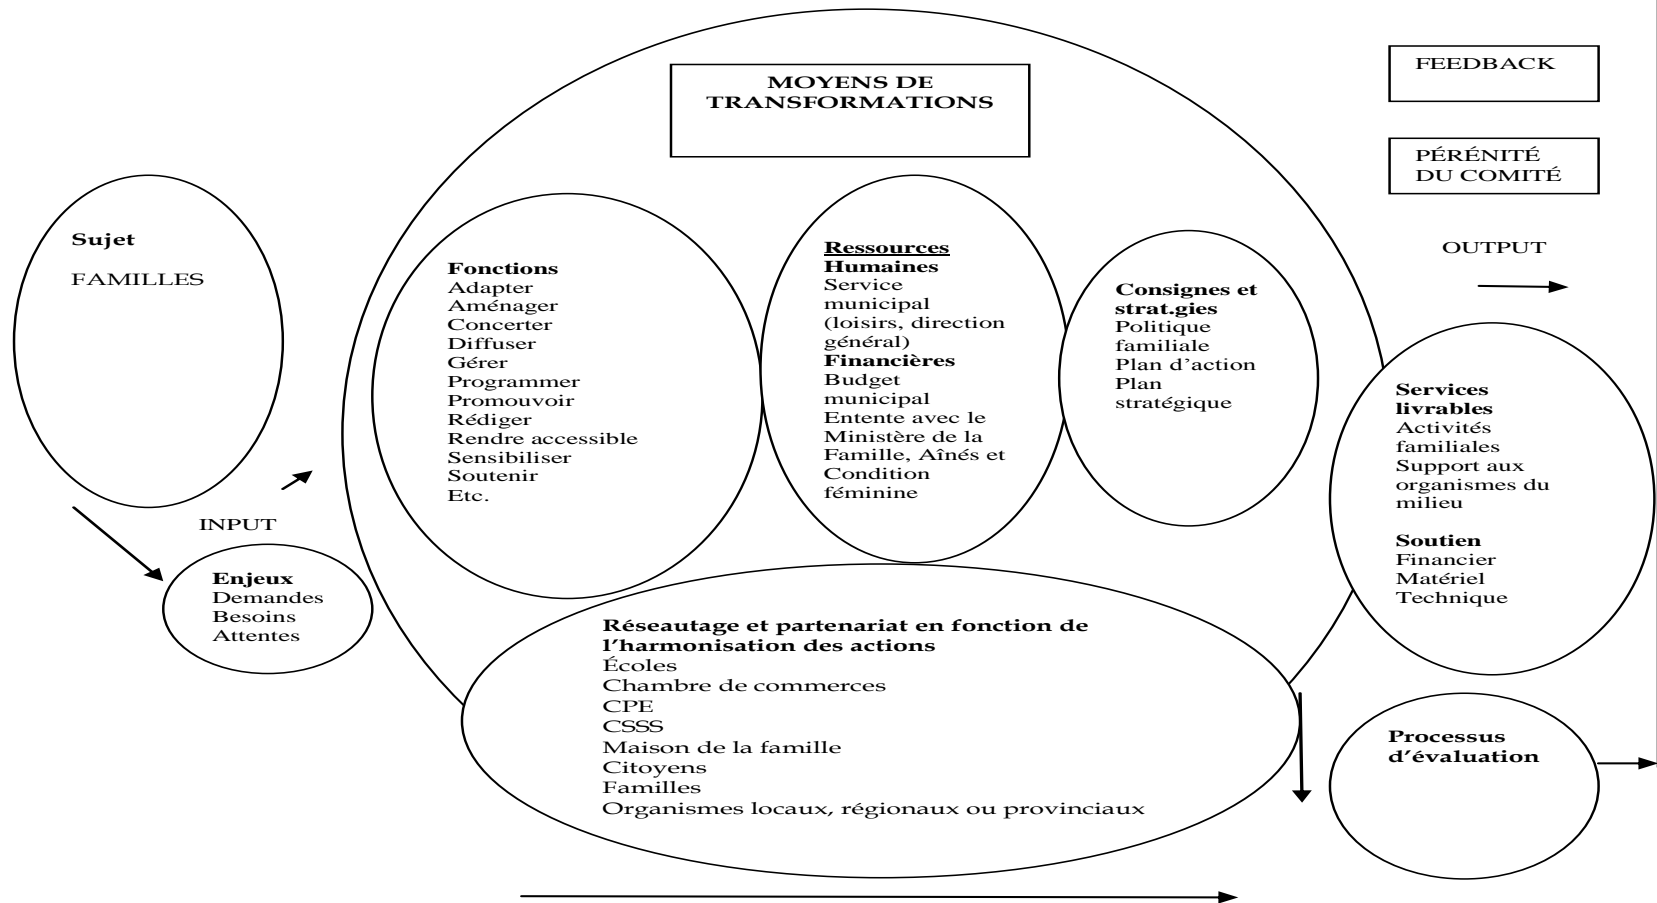 MOYENS DE
TRANSFORMATIONS
FEEDBACK
PÉRÉNITÉ
DU COMITÉ
OUTPUT
Sujet
FAMILLES
INPUT
Enjeux
Demandes
Besoins
Attentes
Fonctions
Adapter
Aménager
Concerter
Diffuser
Gérer
Programmer
Promouvoir
Rédiger
Rendre accessible
Sensibiliser
Soutenir
Etc.
Ressources
Humaines
Service
municipal
(loisirs, direction
général)
Financières
Budget
municipal
Entente avec le
Ministère de la
Famille, Aînés et
Condition
féminine
Consignes et
strat.gies
Politique
familiale
Plan d’action
Plan
stratégique
Services
livrables
Activités
familiales
Support aux
organismes du
milieu
Soutien
Financier
Matériel
Technique
Réseautage et partenariat en fonction de
l’harmonisation des actions
Écoles
Chambre de commerces
CPE
CSSS
Maison de la famille
Citoyens
Familles
Organismes locaux, régionaux ou provinciaux
Processus
d’évaluation